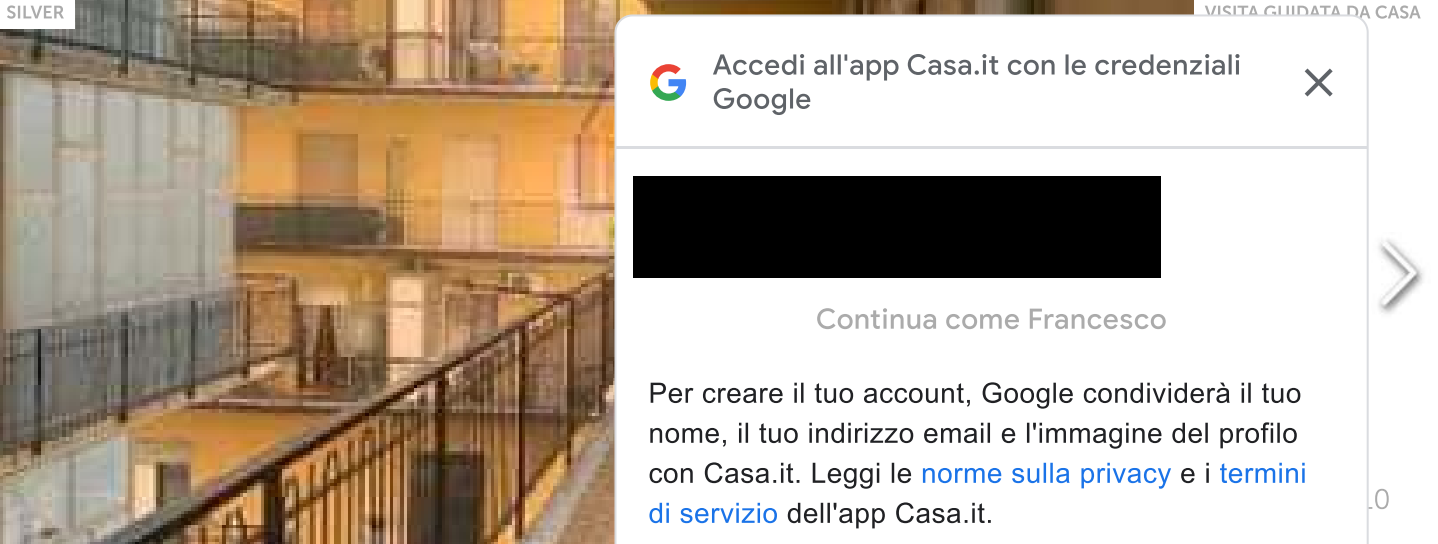 SILVER
VISITA GUIDATA DA CASA
Accedi all'app Casa.it con le credenziali
Google
Continua come Francesco
Per creare il tuo account, Google condividerà il tuo
nome, il tuo indirizzo email e l'immagine del profilo
con Casa.it. Leggi le norme sulla privacy e i termini
di servizio dell'app Casa.it.